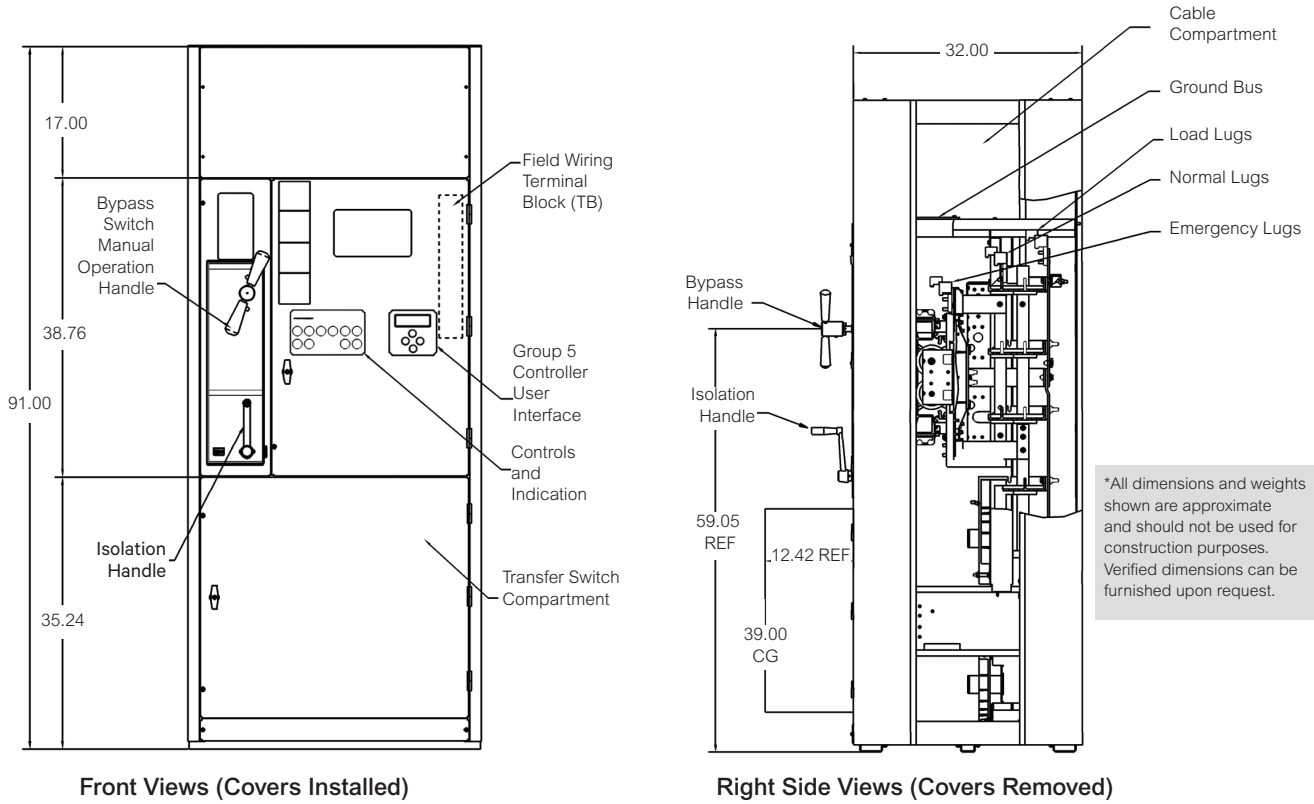 17.00
38.76
91.00
35.24
Bypass
Switch
Manual
Operation
Handle
Isolation
Handle
Field Wiring
Terminal
Block (TB)
Group 5
Controller
User
Interface
Controls
and
Indication
Transfer Switch
Compartment
Front Views (Covers Installed)
32.00
Cable
Compartment
Ground Bus
Load Lugs
Normal Lugs
Emergency Lugs
Bypass
Handle
Isolation
Handle
59.05
REF
12.42 REF
39.00
CG
*All dimensions and weights
shown are approximate
and should not be used for
construction purposes.
Verified dimensions can be
furnished upon request.
Right Side Views (Covers Removed)